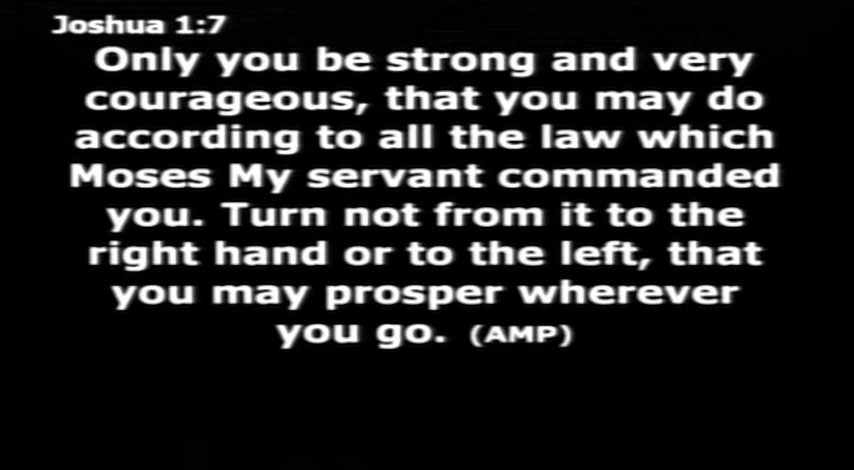 Joshua 1:7
Only you be strong and very
courageous, that you may do
according to all the law which
Moses My servant commanded
you. Turn not from it to the
right hand or to the left, that
you may prosper wherever
you go. (AMP)